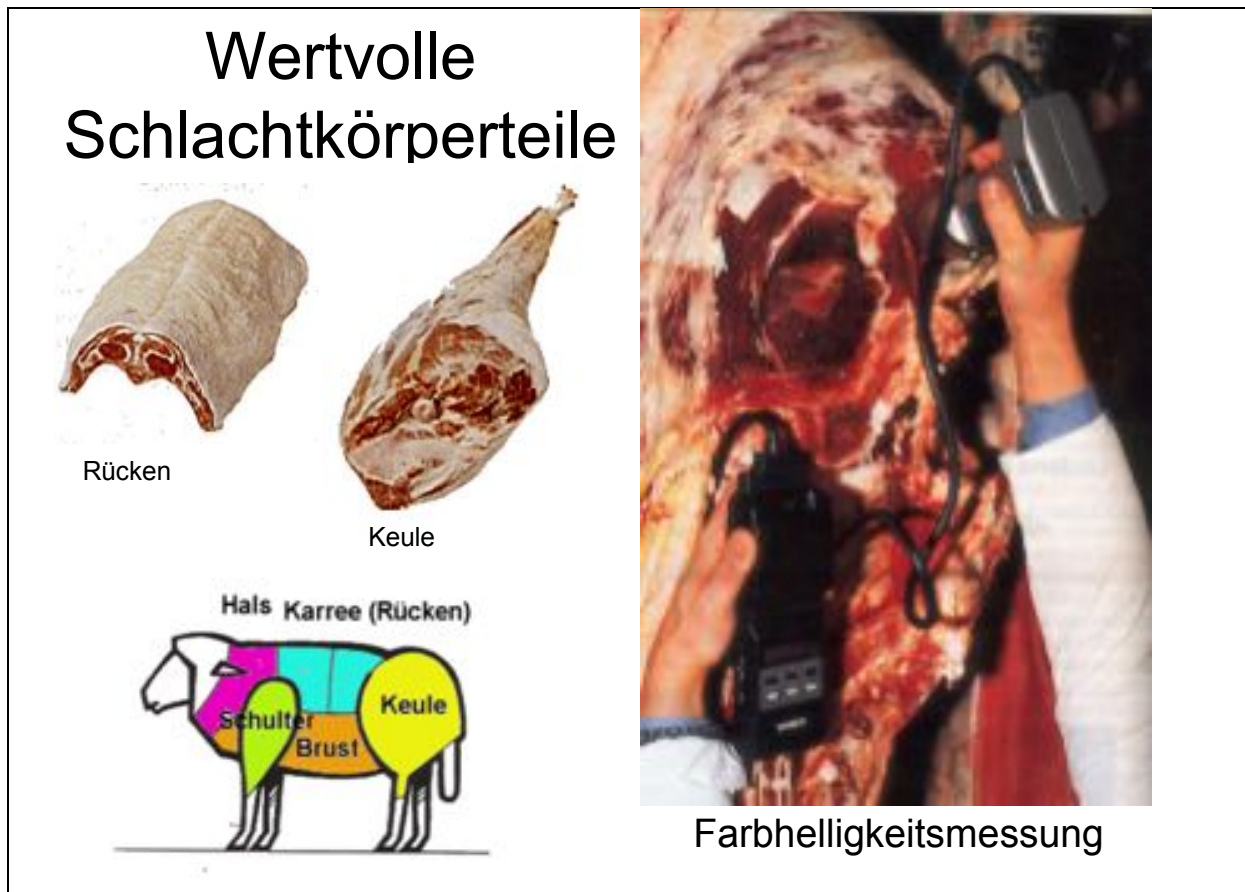 Wertvolle
Schlachtkörperteile
Rücken
Keule
Hals Karree (Rücken)
Schulter
Keule
Brust
Farbhelligkeitsmessung